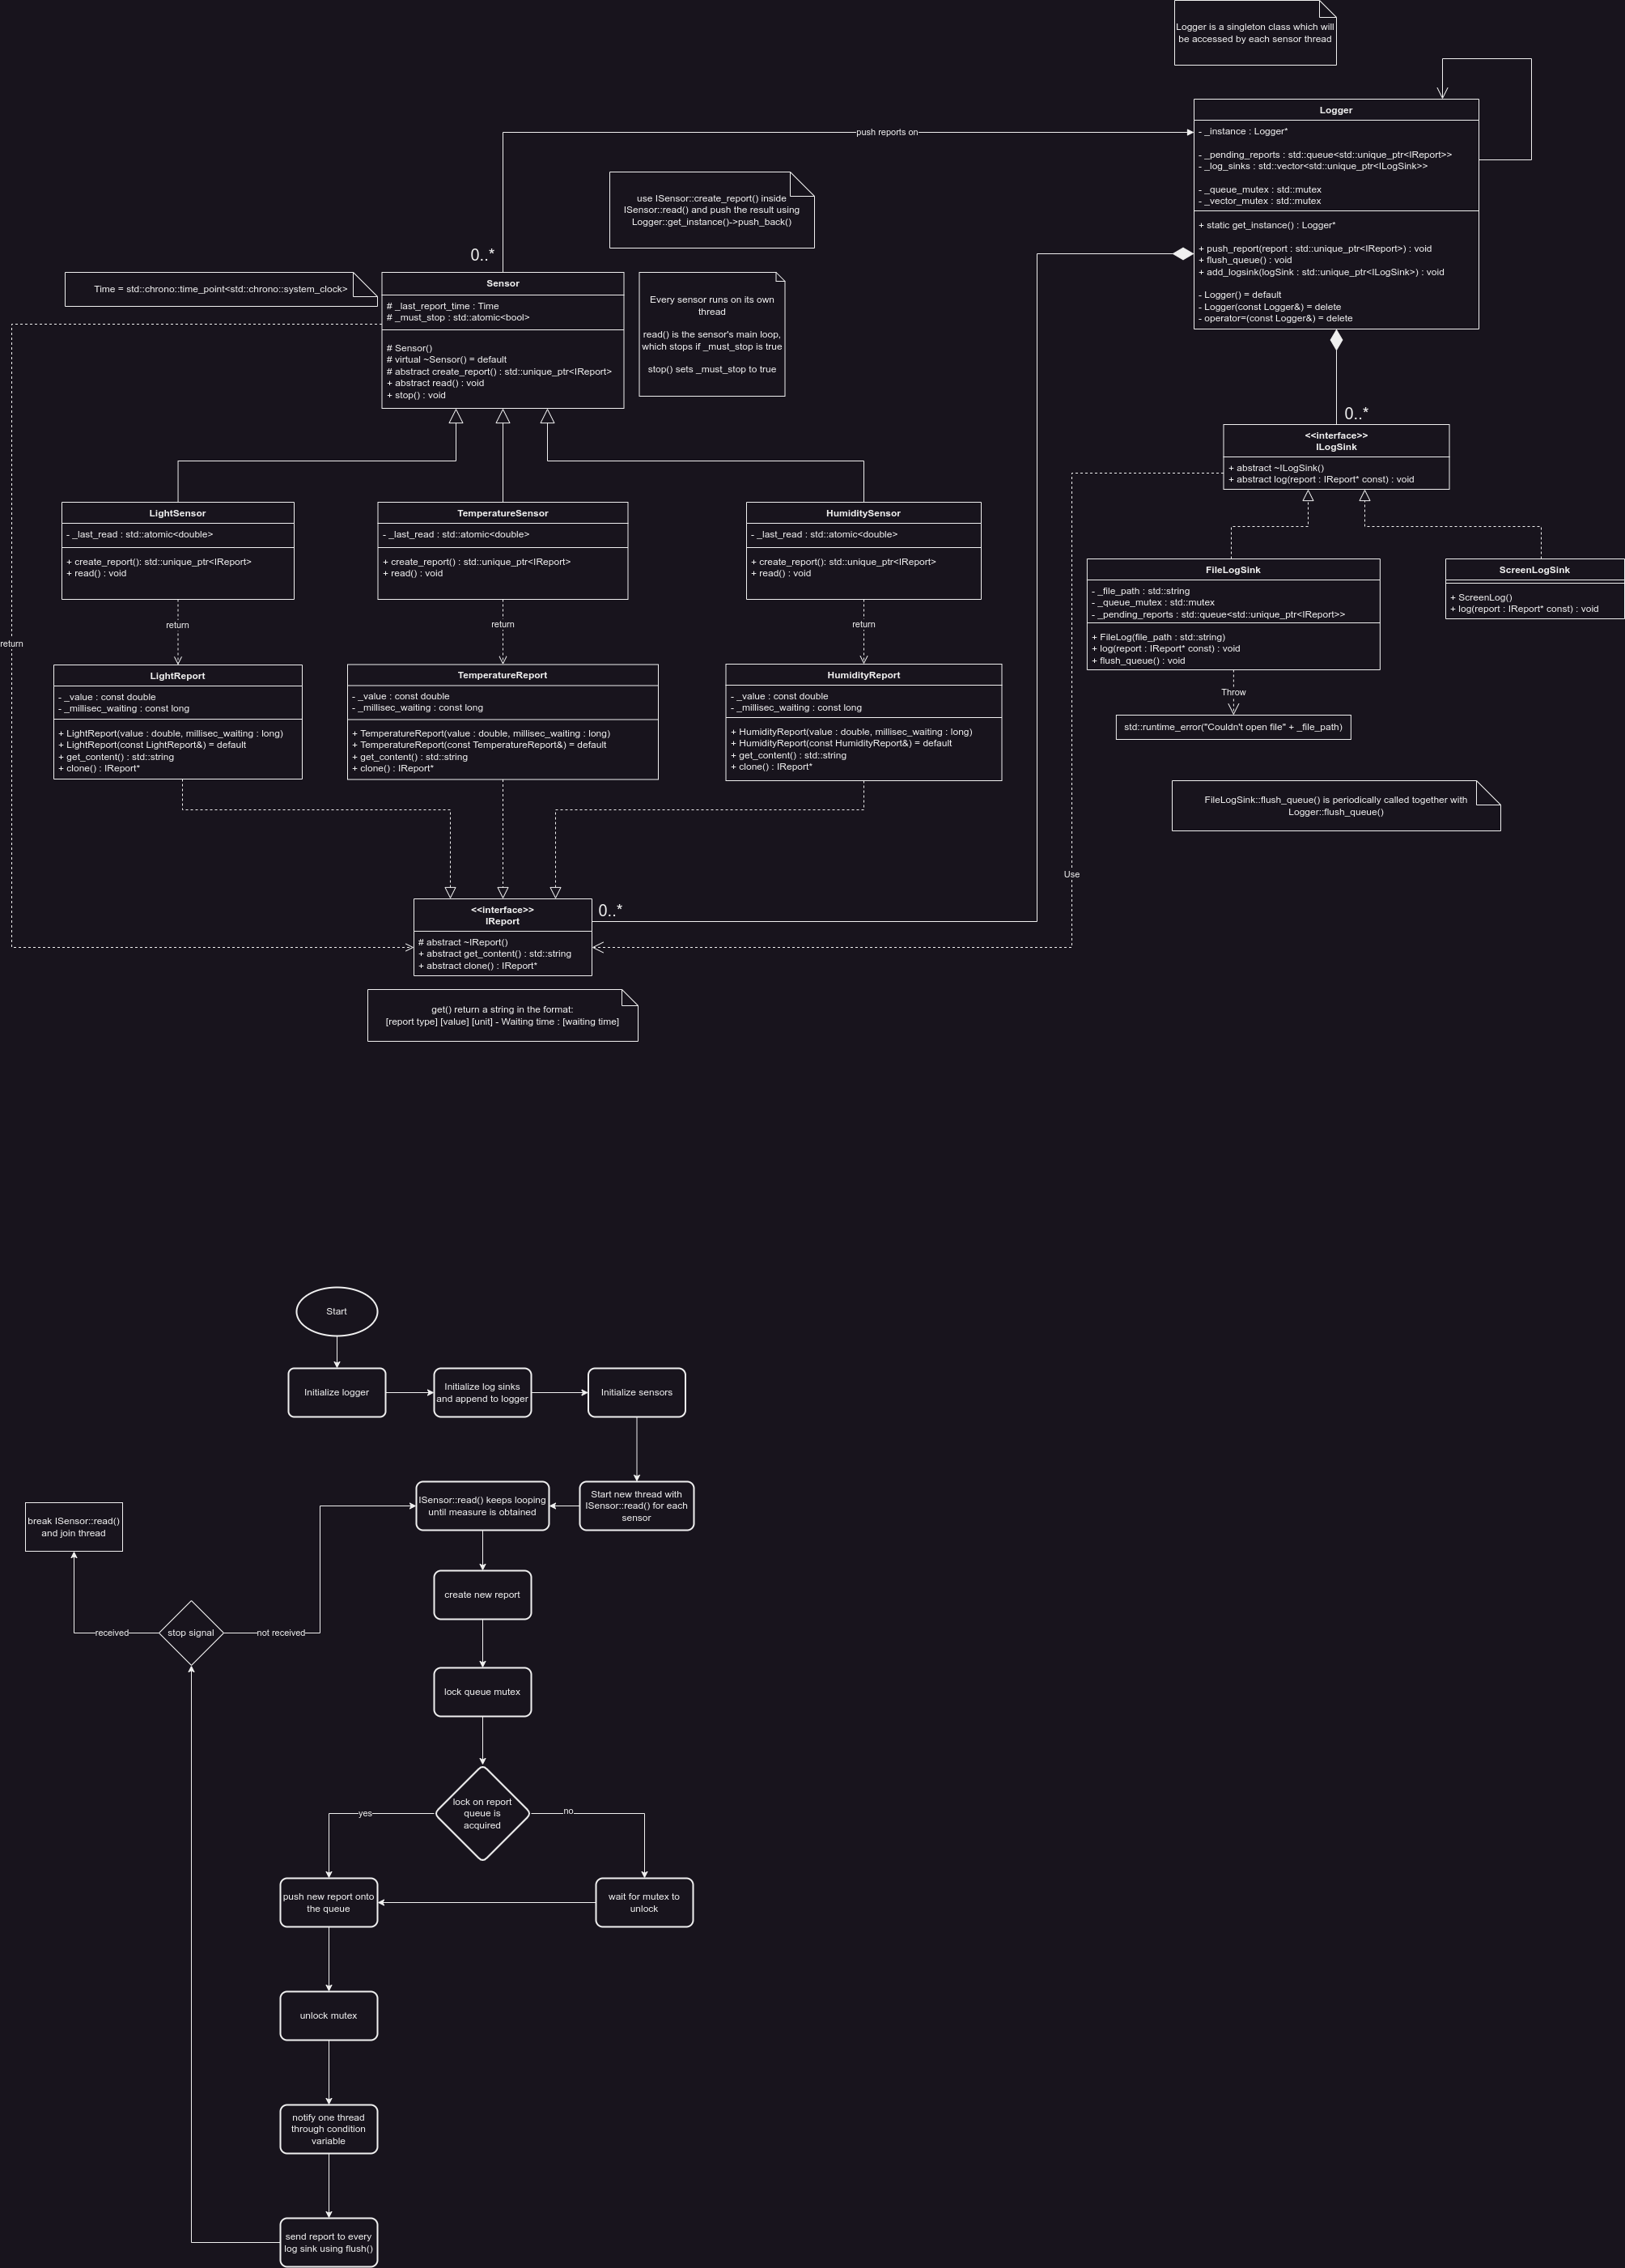 Logger is a singleton class which will
be accessed by each sensor thread
Logger
- _instance : Logger*
- _pending_reports : std::queue<std::unique_ptr<IReport>>
- _log_sinks : std::vector<std::unique_ptr<ILogSink>>
- _queue_mutex : std::mutex
- _vector_mutex : std::mutex
+ static get_instance() : Logger*
+ push_report(report : std::unique_ptr<IReport>) : void
+ flush_queue() : void
+ add_logsink(logSink : std::unique_ptr<ILogSink>) : void
- Logger() = default
- Logger(const Logger&) = delete
- operator=(const Logger&) = delete
push reports on
use ISensor::create_report() inside
ISensor::read() and push the result using
Logger::get_instance()->push_back()
0..*
Time = std::chrono::time_point<std::chrono::system_clock>
Sensor
# _last_report_time : Time
# _must_stop : std::atomic<bool>
# Sensor()
# virtual ~Sensor() = default
# abstract create_report() : std::unique_ptr<IReport>
+ abstract read() : void
+ stop() : void
Every sensor runs on its own
thread
read() is the sensor's main loop,
which stops if _must_stop is true
stop() sets _must_stop to true
0..*
<<interface>>
ILogSink
+ abstract ~ILogSink()
+ abstract log(report : IReport* const) : void
LightSensor
- _last_read : std::atomic<double>
+ create_report(): std::unique_ptr<IReport>
+ read() : void
TemperatureSensor
- _last_read : std::atomic<double>
+ create_report() : std::unique_ptr<IReport>
+ read() : void
HumiditySensor
- _last_read : std::atomic<double>
+ create_report(): std::unique_ptr<IReport>
+ read() : void
FileLogSink
- _file_path : std::string
- _queue_mutex : std::mutex
- _pending_reports : std::queue<std::unique_ptr<IReport>>
+ FileLog(file_path : std::string)
+ log(report : IReport* const) : void
+ flush_queue() : void
ScreenLogSink
+ ScreenLog()
+ log(report : IReport* const) : void
return
return
return
return
Throw
std::runtime_error("Couldn't open file" + _file_path)
LightReport
- _value : const double
- _millisec_waiting : const long
+ LightReport(value : double, millisec_waiting : long)
+ LightReport(const LightReport&) = default
+ get_content() : std::string
+ clone() : IReport*
TemperatureReport
- _value : const double
- _millisec_waiting : const long
+ TemperatureReport(value : double, millisec_waiting : long)
+ TemperatureReport(const TemperatureReport&) = default
+ get_content() : std::string
+ clone() : IReport*
HumidityReport
- _value : const double
- _millisec_waiting : const long
+ HumidityReport(value : double, millisec_waiting : long)
+ HumidityReport(const HumidityReport&) = default
+ get_content() : std::string
+ clone() : IReport*
FileLogSink::flush_queue() is periodically called together with
Logger::flush_queue()
Use
<<interface>>
IReport
# abstract ~IReport()
+ abstract get_content() : std::string
+ abstract clone() : IReport*
0..*
get() return a string in the format:
[report type] [value] [unit] - Waiting time : [waiting time]
Start
Initialize logger
Initialize log sinks
and append to logger
Initialize sensors
Start new thread with
ISensor::read() for each
sensor
ISensor::read() keeps looping
until measure is obtained
break ISensor::read()
and join thread
create new report
received
stop signal
not received
lock queue mutex
lock on report
queue is
acquired
yes
no
push new report onto
the queue
wait for mutex to
unlock
unlock mutex
notify one thread
through condition
variable
send report to every
log sink using flush()